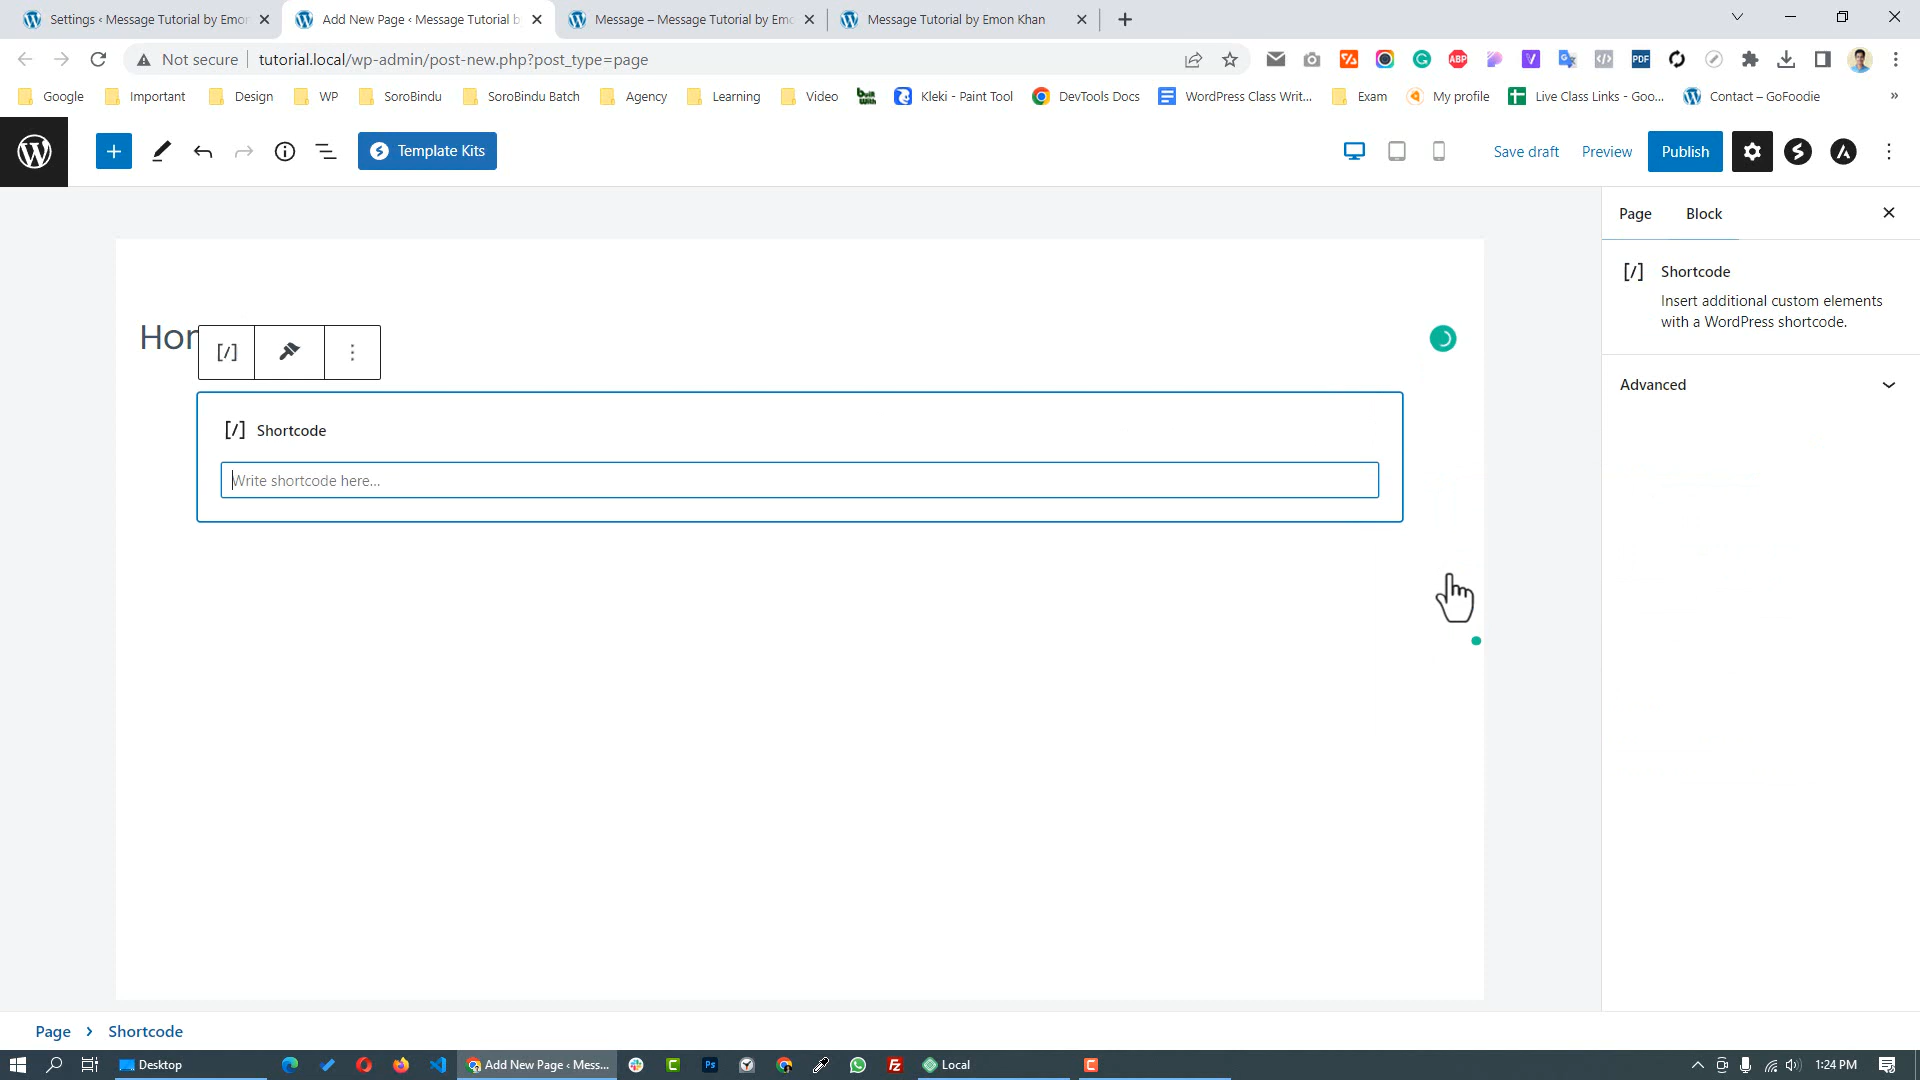 Settings ‹ Message Tutorial by Emon
Add New Page ‹ Message Tutorial b
Message – Message Tutorial by Emo
Message Tutorial by Emon Khan
Not secure
tutorial.local/wp-admin/post-new.php?post_type=page
ABP
PDF
Google
Important
Design
WP
SoroBindu
SoroBindu Batch
Agency
Learning
Video
Kleki - Paint Tool
DevTools Docs
WordPress Class Writ...
Exam
My profile
Live Class Links - Goo...
Contact – GoFoodie
»
Template Kits
Save draft
Preview
Publish
Page
Block
[/] Shortcode
Insert additional custom elements
with a WordPress shortcode.
Advanced
Hor
[/]
[/] Shortcode
Write shortcode here...
Page › Shortcode
Desktop
Add New Page ‹ Mess...
Ps
Local
1:24 PM